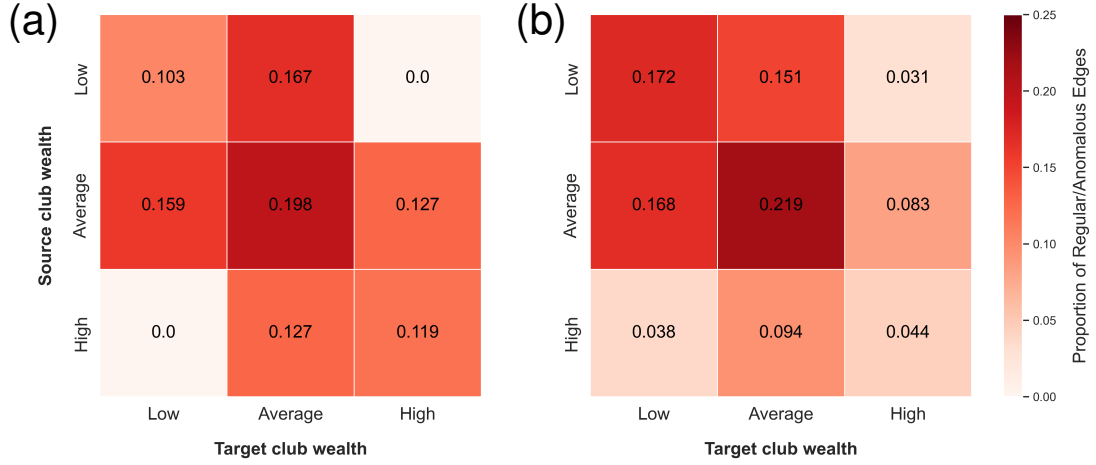 (a)
(b)
Source club wealth
Low
0.103 0.167 0.0
Average
0.159 0.198 0.127
High
0.0 0.127 0.119
Low Average High
Target club wealth
Low
0.172 0.151 0.031
Average
0.168 0.219 0.083
High
0.038 0.094 0.044
Low Average High
Target club wealth
0.25
0.20
0.15
0.10
0.05
0.00
Proportion of Regular/Anomalous Edges